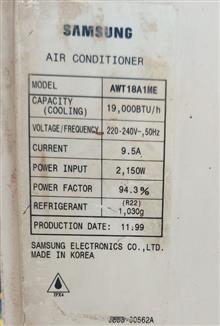 SAMSUNG
AIR CONDITIONER
MODEL AWT18A1ME
CAPACITY (COOLING) 19,000BTU/h
VOLTAGE/FREQUENCY 220-240V~,50Hz
CURRENT 9.5A
POWER INPUT 2,150W
POWER FACTOR 94.3%
REFRIGERANT (R22) 1,030g
PRODUCTION DATE: 11.99
SAMSUNG ELECTRONICS CO.,LTD.
MADE IN KOREA
IPX4